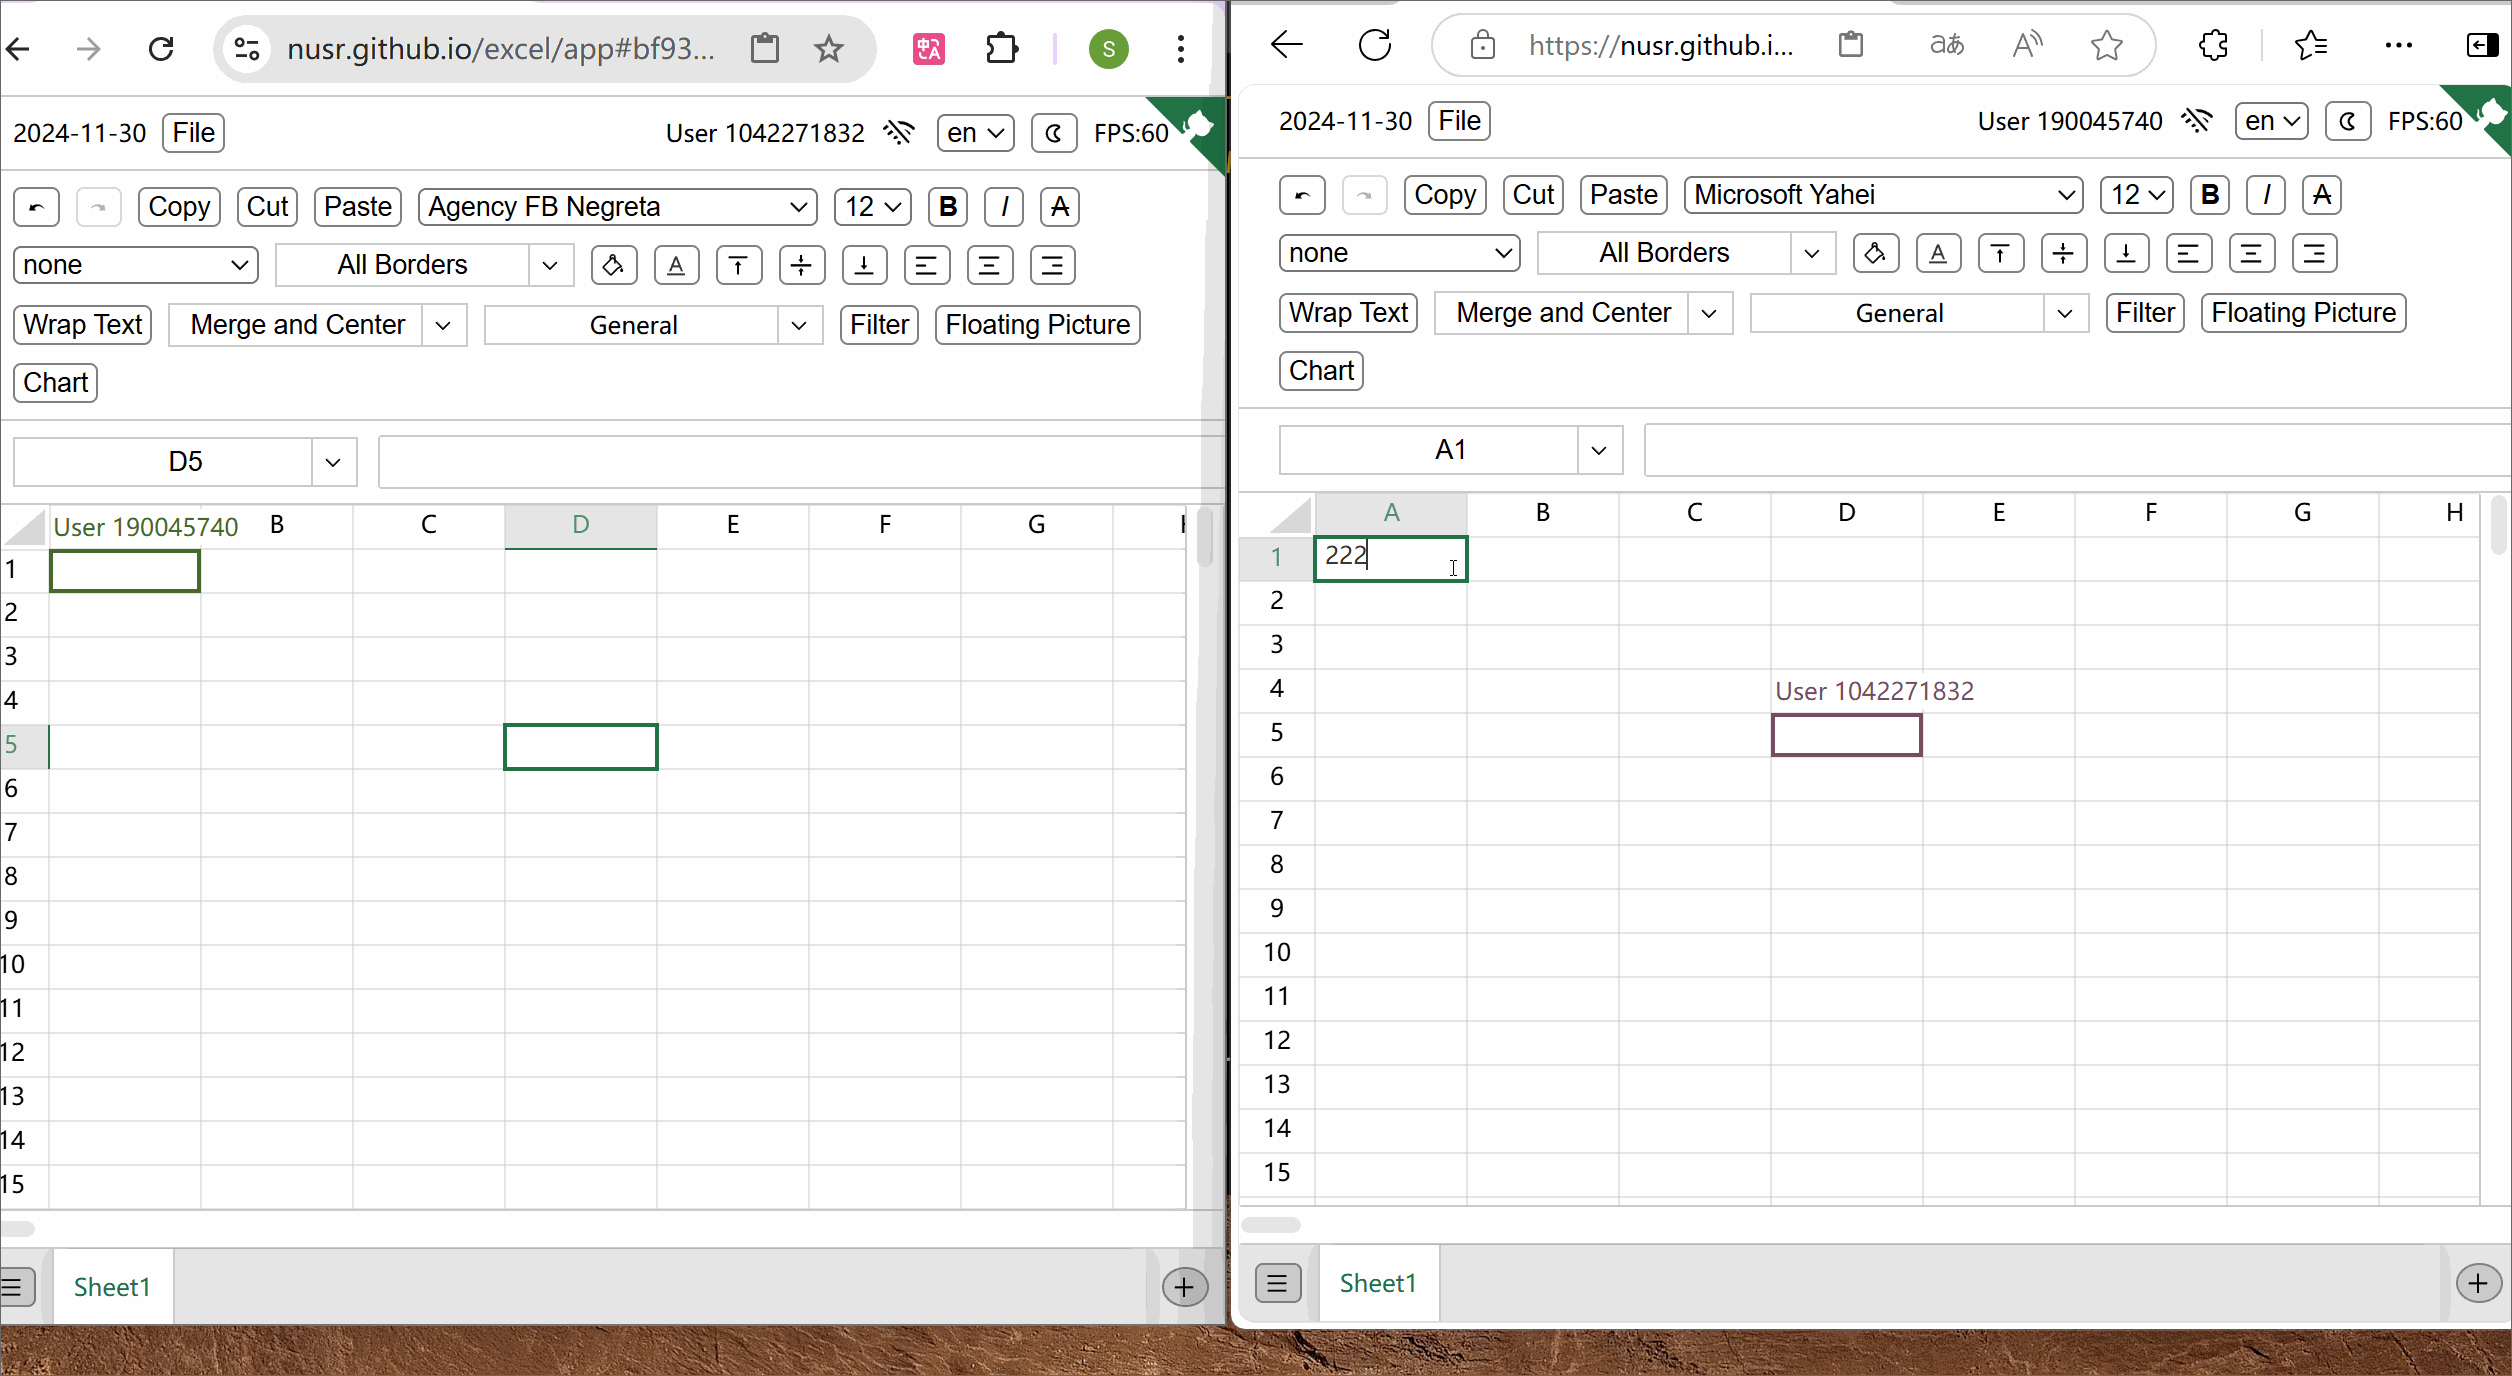 nusr.github.io/excel/app#bf93...
S
2024-11-30 File User 1042271832 en FPS:60
Copy Cut Paste Agency FB Negreta 12 B I A
none All Borders A
Wrap Text Merge and Center General Filter Floating Picture
Chart
D5
User 190045740 B C D E F G
1
2
3
4
5
6
7
8
9
10
11
12
13
14
15
Sheet1
https://nusr.github.i...
2024-11-30 File User 190045740 en FPS:60
Copy Cut Paste Microsoft Yahei 12 B I A
none All Borders A
Wrap Text Merge and Center General Filter Floating Picture
Chart
A1
A B C D E F G H
1 222
2
3
4 User 1042271832
5
6
7
8
9
10
11
12
13
14
15
Sheet1